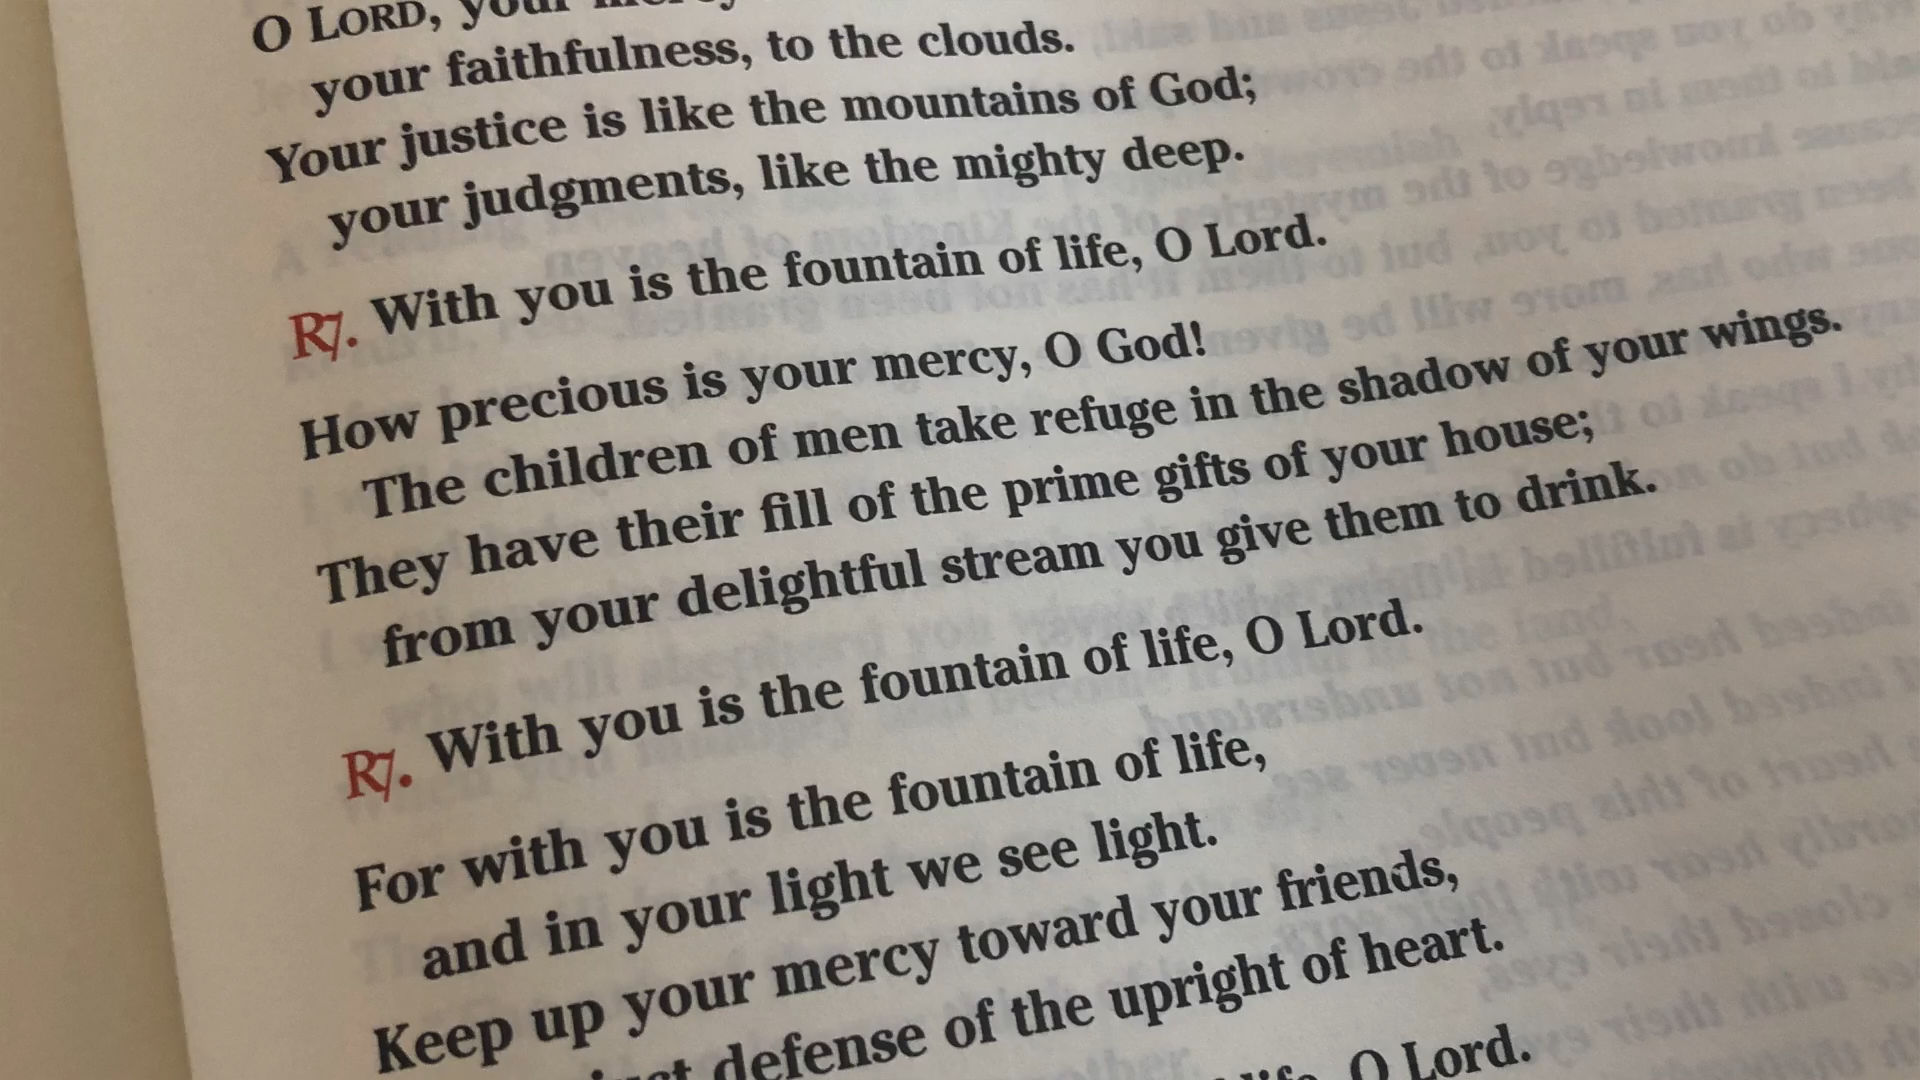 O LORD, your mercy
your faithfulness, to the clouds.
Your justice is like the mountains of God;
your judgments, like the mighty deep.
℟. With you is the fountain of life, O Lord.
How precious is your mercy, O God!
The children of men take refuge in the shadow of your wings.
They have their fill of the prime gifts of your house;
from your delightful stream you give them to drink.
℟. With you is the fountain of life, O Lord.
For with you is the fountain of life,
and in your light we see light.
Keep up your mercy toward your friends,
defense of the upright of heart.
life, O Lord.